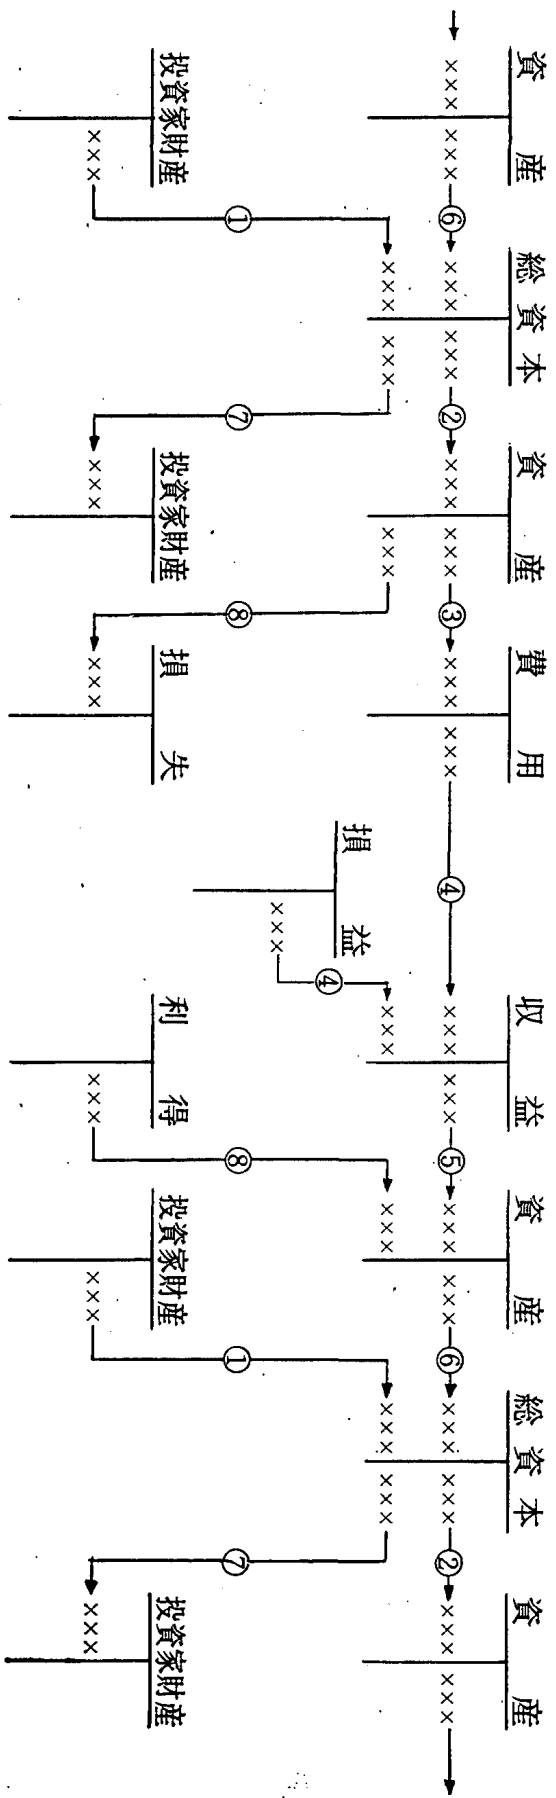 資産 総資本 資産 費用 収益 資産 総資本 資産
××× ××× ⑥ ××× ××× ② ××× ××× ③ ××× ××× ④ ××× ××× ⑤ ××× ××× ⑥ ××× ××× ② ××× ×××
××× ××× ××× ××× ××× ××× ×××
損益
④
×××
① ⑦ ⑧ ⑧ ① ⑦
投資家財産 投資家財産 損失 利得 投資家財産 投資家財産
××× ××× ××× ××× ××× ×××